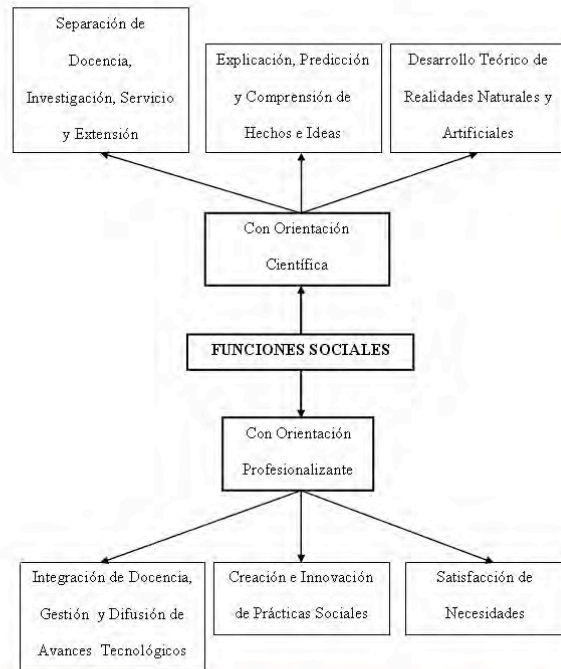 Separación de
Docencia,
Investigación, Servicio
y Extensión
Explicación, Predicción
y Comprensión de
Hechos e Ideas
Desarrollo Teórico de
Realidades Naturales y
Artificiales
Con Orientación
Científica
FUNCIONES SOCIALES
Con Orientación
Profesionalizante
Integración de Docencia,
Gestión y Difusión de
Avances Tecnológicos
Creación e Innovación
de Prácticas Sociales
Satisfacción de
Necesidades